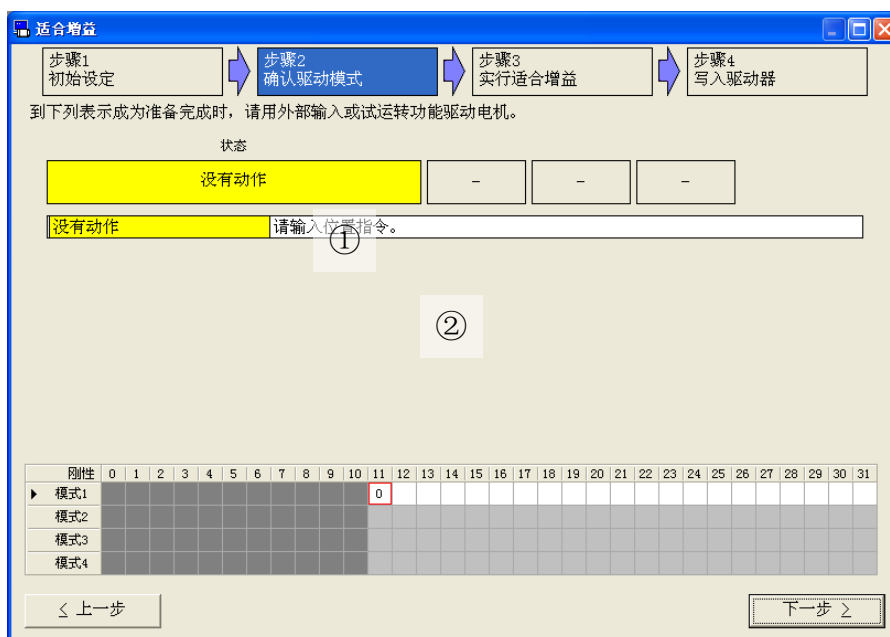 适合增益
步骤1
初始设定
步骤2
确认驱动模式
步骤3
实行适合增益
步骤4
写入驱动器
到下列表示成为准备完成时，请用外部输入或试运转功能驱动电机。
状态
没有动作 - - -
没有动作 请输入位置指令。
①
②
刚性 0 1 2 3 4 5 6 7 8 9 10 11 12 13 14 15 16 17 18 19 20 21 22 23 24 25 26 27 28 29 30 31
模式1 0
模式2
模式3
模式4
< 上一步 下一步 >